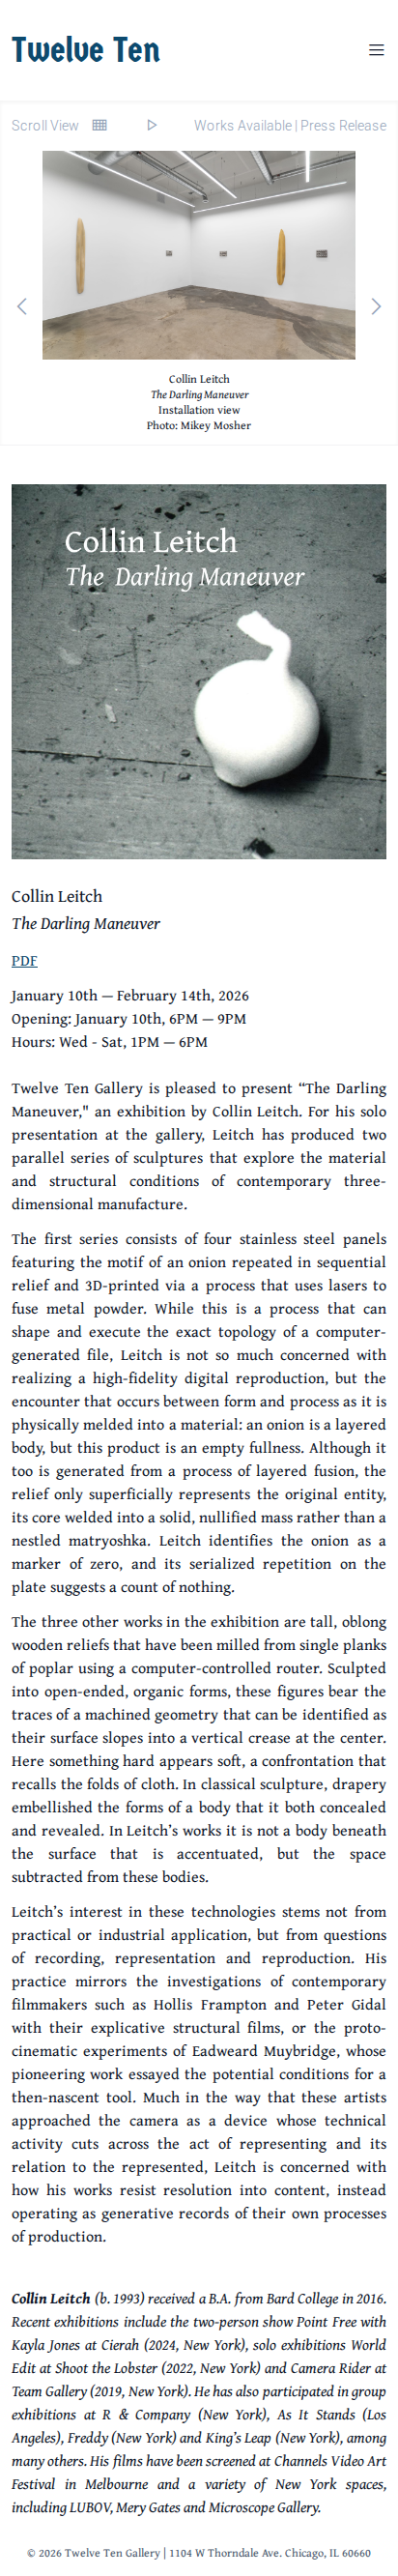 Twelve Ten
Scroll View
Works Available | Press Release
Collin Leitch
The Darling Maneuver
Installation view
Photo: Mikey Mosher
Collin Leitch
The Darling Maneuver
Collin Leitch
The Darling Maneuver
PDF
January 10th — February 14th, 2026
Opening: January 10th, 6PM — 9PM
Hours: Wed - Sat, 1PM — 6PM
Twelve Ten Gallery is pleased to present “The Darling
Maneuver," an exhibition by Collin Leitch. For his solo
presentation at the gallery, Leitch has produced two
parallel series of sculptures that explore the material
and structural conditions of contemporary three-
dimensional manufacture.
The first series consists of four stainless steel panels
featuring the motif of an onion repeated in sequential
relief and 3D-printed via a process that uses lasers to
fuse metal powder. While this is a process that can
shape and execute the exact topology of a computer-
generated file, Leitch is not so much concerned with
realizing a high-fidelity digital reproduction, but the
encounter that occurs between form and process as it is
physically melded into a material: an onion is a layered
body, but this product is an empty fullness. Although it
too is generated from a process of layered fusion, the
relief only superficially represents the original entity,
its core welded into a solid, nullified mass rather than a
nestled matryoshka. Leitch identifies the onion as a
marker of zero, and its serialized repetition on the
plate suggests a count of nothing.
The three other works in the exhibition are tall, oblong
wooden reliefs that have been milled from single planks
of poplar using a computer-controlled router. Sculpted
into open-ended, organic forms, these figures bear the
traces of a machined geometry that can be identified as
their surface slopes into a vertical crease at the center.
Here something hard appears soft, a confrontation that
recalls the folds of cloth. In classical sculpture, drapery
embellished the forms of a body that it both concealed
and revealed. In Leitch’s works it is not a body beneath
the surface that is accentuated, but the space
subtracted from these bodies.
Leitch’s interest in these technologies stems not from
practical or industrial application, but from questions
of recording, representation and reproduction. His
practice mirrors the investigations of contemporary
filmmakers such as Hollis Frampton and Peter Gidal
with their explicative structural films, or the proto-
cinematic experiments of Eadweard Muybridge, whose
pioneering work essayed the potential conditions for a
then-nascent tool. Much in the way that these artists
approached the camera as a device whose technical
activity cuts across the act of representing and its
relation to the represented, Leitch is concerned with
how his works resist resolution into content, instead
operating as generative records of their own processes
of production.
Collin Leitch (b. 1993) received a B.A. from Bard College in 2016.
Recent exhibitions include the two-person show Point Free with
Kayla Jones at Cierah (2024, New York), solo exhibitions World
Edit at Shoot the Lobster (2022, New York) and Camera Rider at
Team Gallery (2019, New York). He has also participated in group
exhibitions at R & Company (New York), As It Stands (Los
Angeles), Freddy (New York) and King’s Leap (New York), among
many others. His films have been screened at Channels Video Art
Festival in Melbourne and a variety of New York spaces,
including LUBOV, Mery Gates and Microscope Gallery.
© 2026 Twelve Ten Gallery | 1104 W Thorndale Ave. Chicago, IL 60660